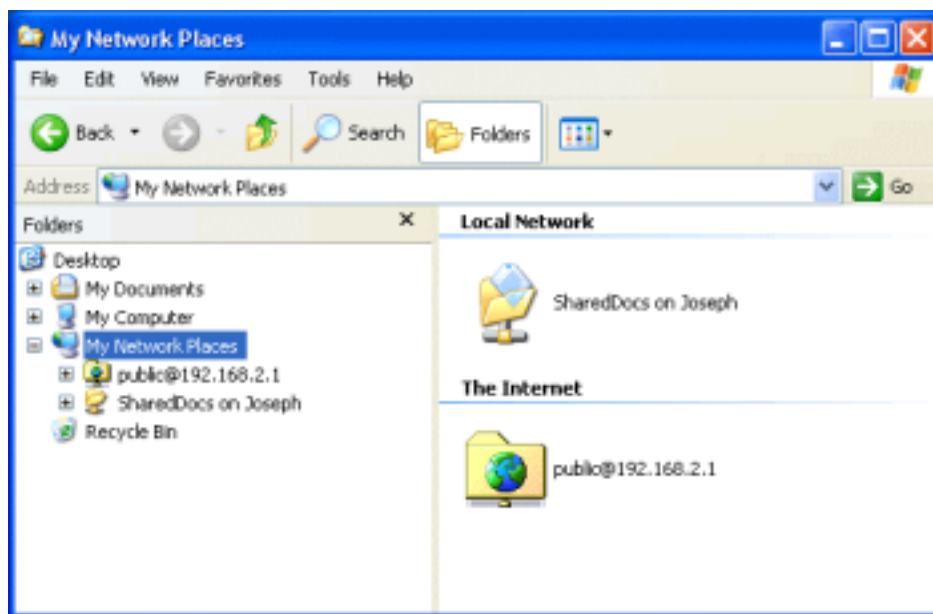 My Network Places
File Edit View Favorites Tools Help
Back Search Folders
Address My Network Places Go
Folders
Desktop
My Documents
My Computer
My Network Places
public@192.168.2.1
SharedDocs on Joseph
Recycle Bin
Local Network
SharedDocs on Joseph
The Internet
public@192.168.2.1